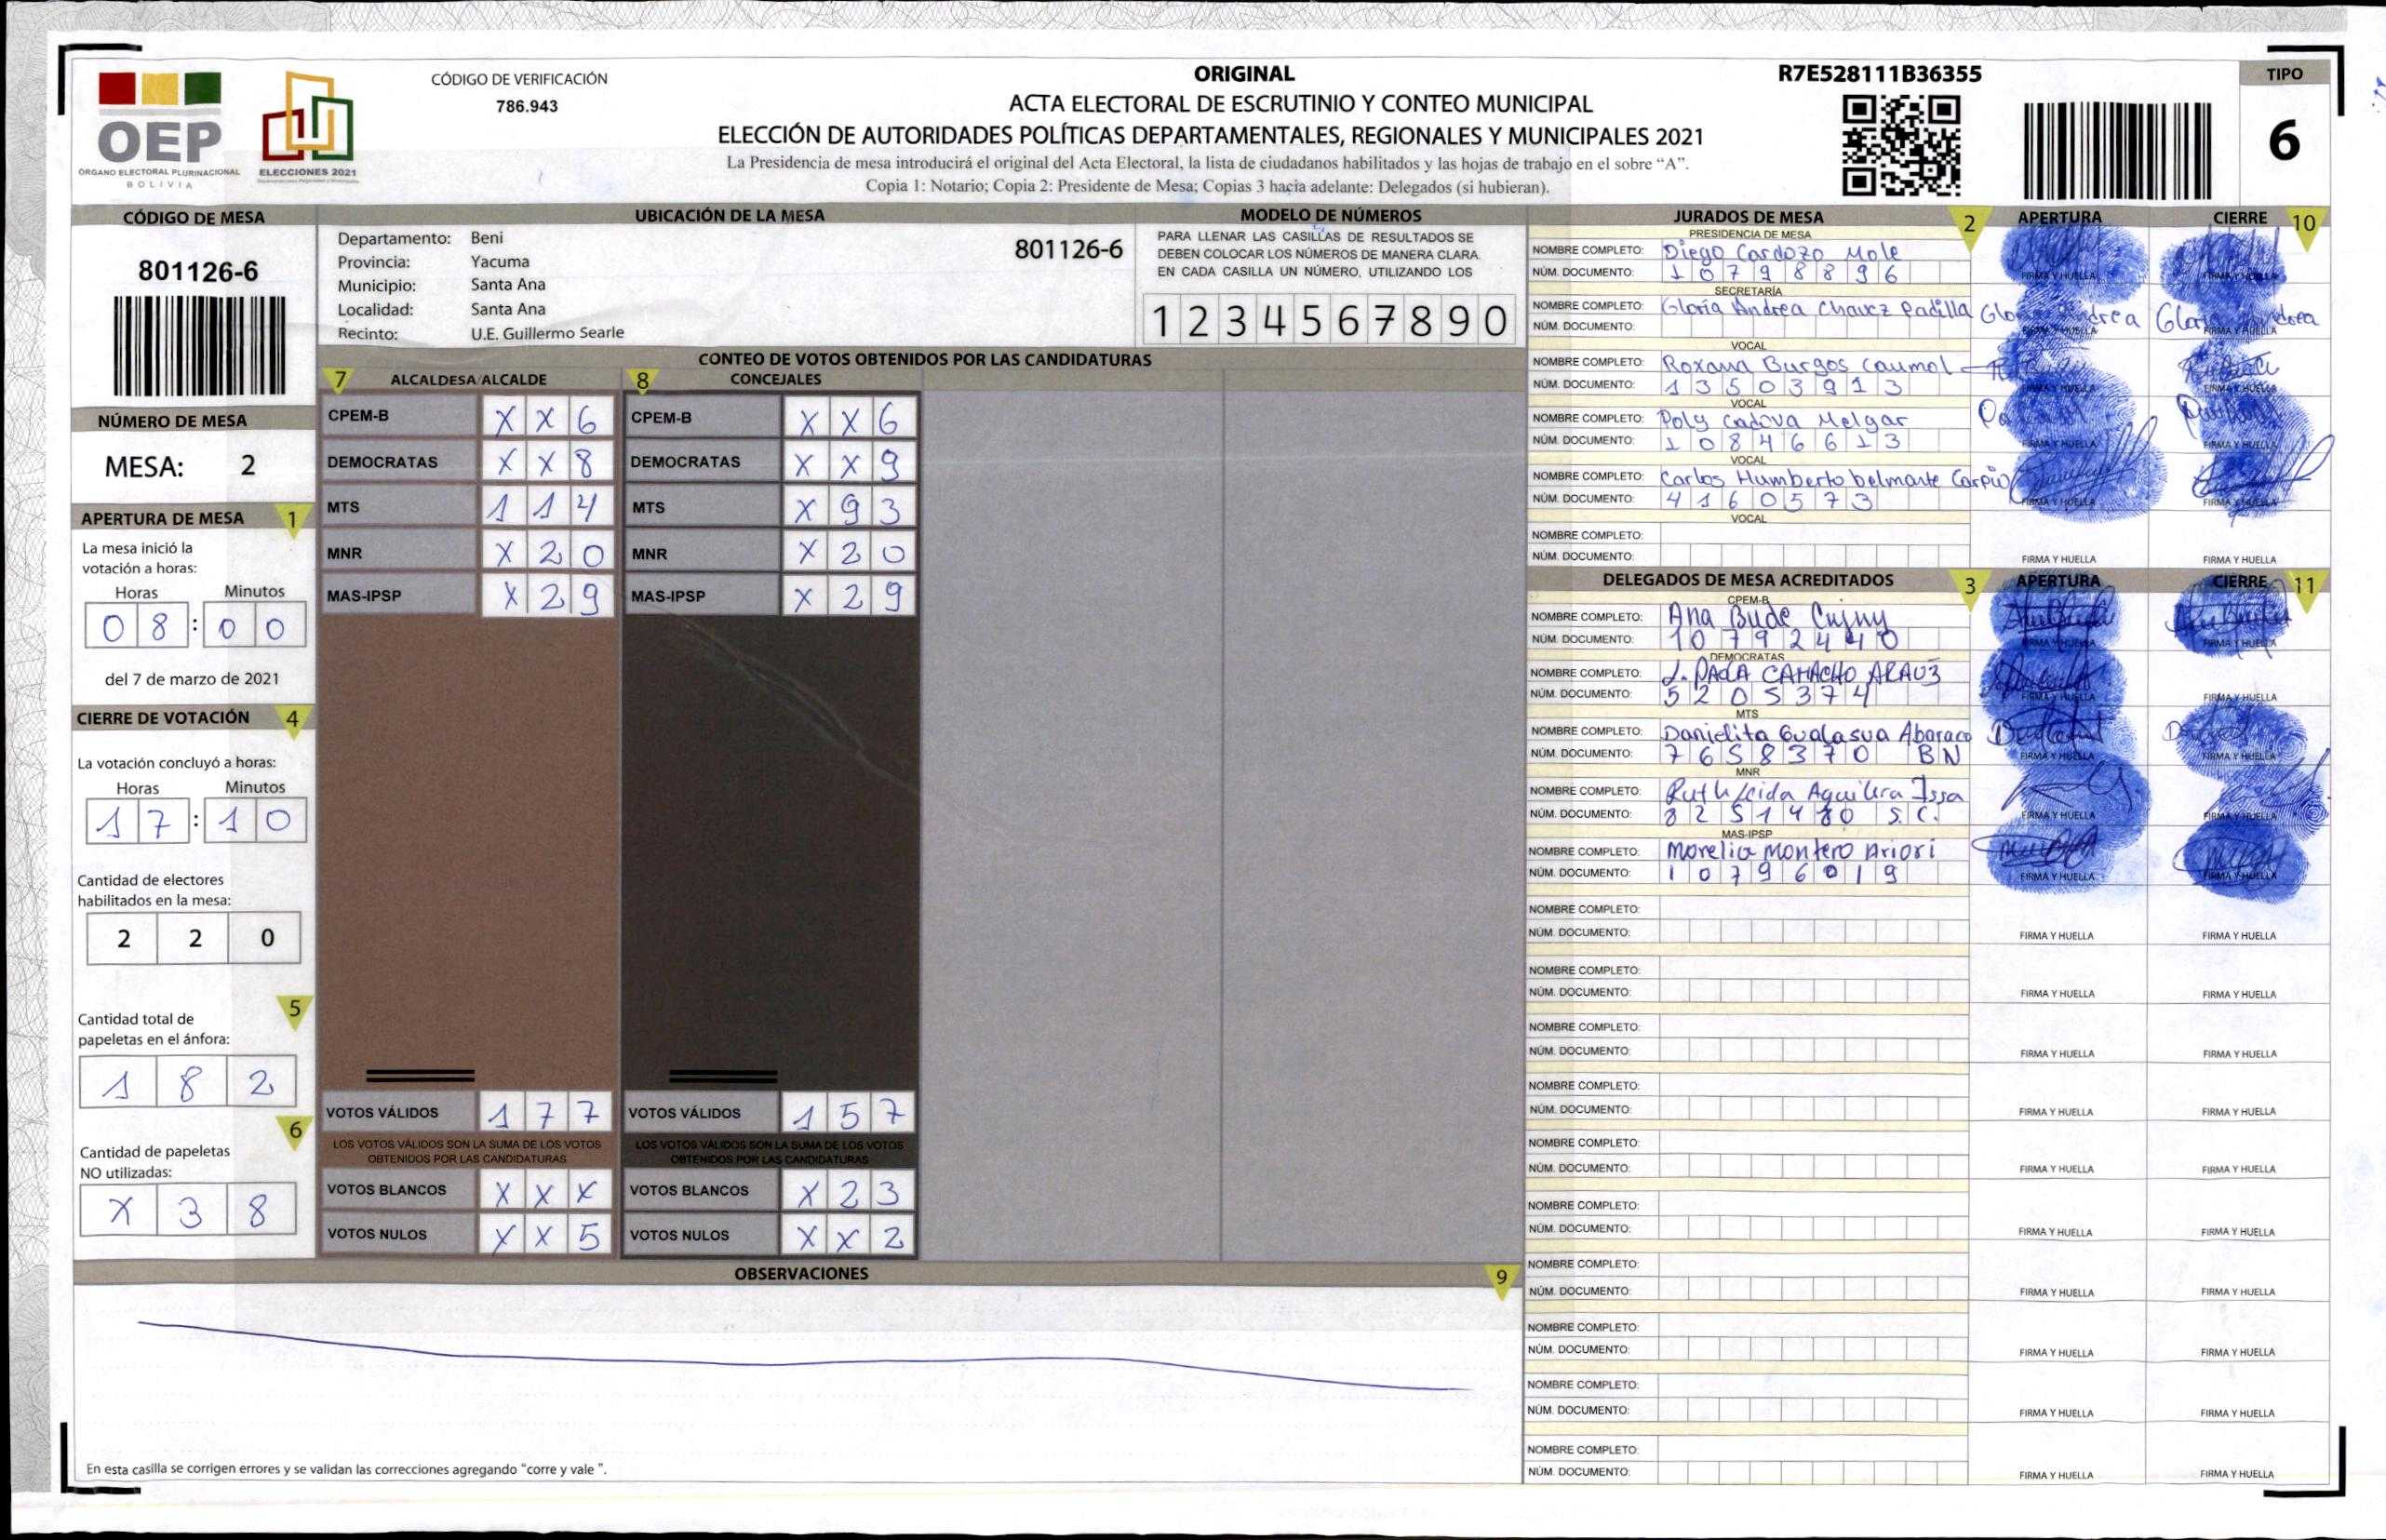 OEP
ÓRGANO ELECTORAL PLURINACIONAL
BOLIVIA
ELECCIONES 2021
CÓDIGO DE VERIFICACIÓN
786.943
ORIGINAL
ACTA ELECTORAL DE ESCRUTINIO Y CONTEO MUNICIPAL
ELECCIÓN DE AUTORIDADES POLÍTICAS DEPARTAMENTALES, REGIONALES Y MUNICIPALES 2021
La Presidencia de mesa introducirá el original del Acta Electoral, la lista de ciudadanos habilitados y las hojas de trabajo en el sobre “A”.
Copia 1: Notario; Copia 2: Presidente de Mesa; Copias 3 hacia adelante: Delegados (si hubieran).
R7E528111B36355
TIPO
6
CÓDIGO DE MESA
801126-6
NÚMERO DE MESA
MESA: 2
APERTURA DE MESA 1
La mesa inició la
votación a horas:
Horas Minutos
0 8 : 0 0
del 7 de marzo de 2021
CIERRE DE VOTACIÓN 4
La votación concluyó a horas:
Horas Minutos
1 7 : 1 0
Cantidad de electores
habilitados en la mesa:
2 2 0
5
Cantidad total de
papeletas en el ánfora:
1 8 2
6
Cantidad de papeletas
NO utilizadas:
X 3 8
UBICACIÓN DE LA MESA
Departamento: Beni
Provincia: Yacuma
Municipio: Santa Ana
Localidad: Santa Ana
Recinto: U.E. Guillermo Searle
801126-6
MODELO DE NÚMEROS
PARA LLENAR LAS CASILLAS DE RESULTADOS SE
DEBEN COLOCAR LOS NÚMEROS DE MANERA CLARA.
EN CADA CASILLA UN NÚMERO, UTILIZANDO LOS
1 2 3 4 5 6 7 8 9 0
CONTEO DE VOTOS OBTENIDOS POR LAS CANDIDATURAS
7 ALCALDESA/ALCALDE
CPEM-B X X 6
DEMOCRATAS X X 8
MTS 1 1 4
MNR X 2 0
MAS-IPSP X 2 9
VOTOS VÁLIDOS 1 7 7
LOS VOTOS VÁLIDOS SON LA SUMA DE LOS VOTOS
OBTENIDOS POR LAS CANDIDATURAS
VOTOS BLANCOS X X X
VOTOS NULOS X X 5
8 CONCEJALES
CPEM-B X X 6
DEMOCRATAS X X 9
MTS X 9 3
MNR X 2 0
MAS-IPSP X 2 9
VOTOS VÁLIDOS 1 5 7
LOS VOTOS VÁLIDOS SON LA SUMA DE LOS VOTOS
OBTENIDOS POR LAS CANDIDATURAS
VOTOS BLANCOS X 2 3
VOTOS NULOS X X 2
OBSERVACIONES 9
En esta casilla se corrigen errores y se validan las correcciones agregando “corre y vale ”.
JURADOS DE MESA 2 APERTURA CIERRE 10
PRESIDENCIA DE MESA
NOMBRE COMPLETO: Diego Cardozo Mole
NÚM. DOCUMENTO: 1 0 7 9 8 8 9 6 FIRMA Y HUELLA FIRMA Y HUELLA
SECRETARÍA
NOMBRE COMPLETO: Gloria Andrea Chavez Padilla
NÚM. DOCUMENTO: FIRMA Y HUELLA FIRMA Y HUELLA
VOCAL
NOMBRE COMPLETO: Roxana Burgos Caumol
NÚM. DOCUMENTO: 1 3 5 0 3 9 1 3 FIRMA Y HUELLA FIRMA Y HUELLA
VOCAL
NOMBRE COMPLETO: Poly Melgar
NÚM. DOCUMENTO: 1 0 8 4 6 6 1 3 FIRMA Y HUELLA FIRMA Y HUELLA
VOCAL
NOMBRE COMPLETO: Carlos Humberto belmonte Carpio
NÚM. DOCUMENTO: 4 1 6 0 5 7 3 FIRMA Y HUELLA FIRMA Y HUELLA
VOCAL
NOMBRE COMPLETO:
NÚM. DOCUMENTO: FIRMA Y HUELLA FIRMA Y HUELLA
DELEGADOS DE MESA ACREDITADOS 3 APERTURA CIERRE 11
CPEM-B
NOMBRE COMPLETO: Ana Bude Cujuy
NÚM. DOCUMENTO: 1 0 7 9 2 4 4 0 FIRMA Y HUELLA FIRMA Y HUELLA
DEMOCRATAS
NOMBRE COMPLETO: CAMACHO ARAUZ
NÚM. DOCUMENTO: 5 2 0 5 3 7 4 FIRMA Y HUELLA FIRMA Y HUELLA
MTS
NOMBRE COMPLETO: Danielita Gualasua Abaraco
NÚM. DOCUMENTO: 7 6 5 8 3 7 0 B N FIRMA Y HUELLA FIRMA Y HUELLA
MNR
NOMBRE COMPLETO: Ruth Leida Aguilera Issa
NÚM. DOCUMENTO: 8 2 5 1 4 8 0 S. C. FIRMA Y HUELLA FIRMA Y HUELLA
MAS-IPSP
NOMBRE COMPLETO: Morelia Montero Ariori
NÚM. DOCUMENTO: 1 0 7 9 6 0 1 9 FIRMA Y HUELLA FIRMA Y HUELLA
NOMBRE COMPLETO:
NÚM. DOCUMENTO: FIRMA Y HUELLA FIRMA Y HUELLA
NOMBRE COMPLETO:
NÚM. DOCUMENTO: FIRMA Y HUELLA FIRMA Y HUELLA
NOMBRE COMPLETO:
NÚM. DOCUMENTO: FIRMA Y HUELLA FIRMA Y HUELLA
NOMBRE COMPLETO:
NÚM. DOCUMENTO: FIRMA Y HUELLA FIRMA Y HUELLA
NOMBRE COMPLETO:
NÚM. DOCUMENTO: FIRMA Y HUELLA FIRMA Y HUELLA
NOMBRE COMPLETO:
NÚM. DOCUMENTO: FIRMA Y HUELLA FIRMA Y HUELLA
NOMBRE COMPLETO:
NÚM. DOCUMENTO: FIRMA Y HUELLA FIRMA Y HUELLA
NOMBRE COMPLETO:
NÚM. DOCUMENTO: FIRMA Y HUELLA FIRMA Y HUELLA
NOMBRE COMPLETO:
NÚM. DOCUMENTO: FIRMA Y HUELLA FIRMA Y HUELLA
NOMBRE COMPLETO:
NÚM. DOCUMENTO: FIRMA Y HUELLA FIRMA Y HUELLA